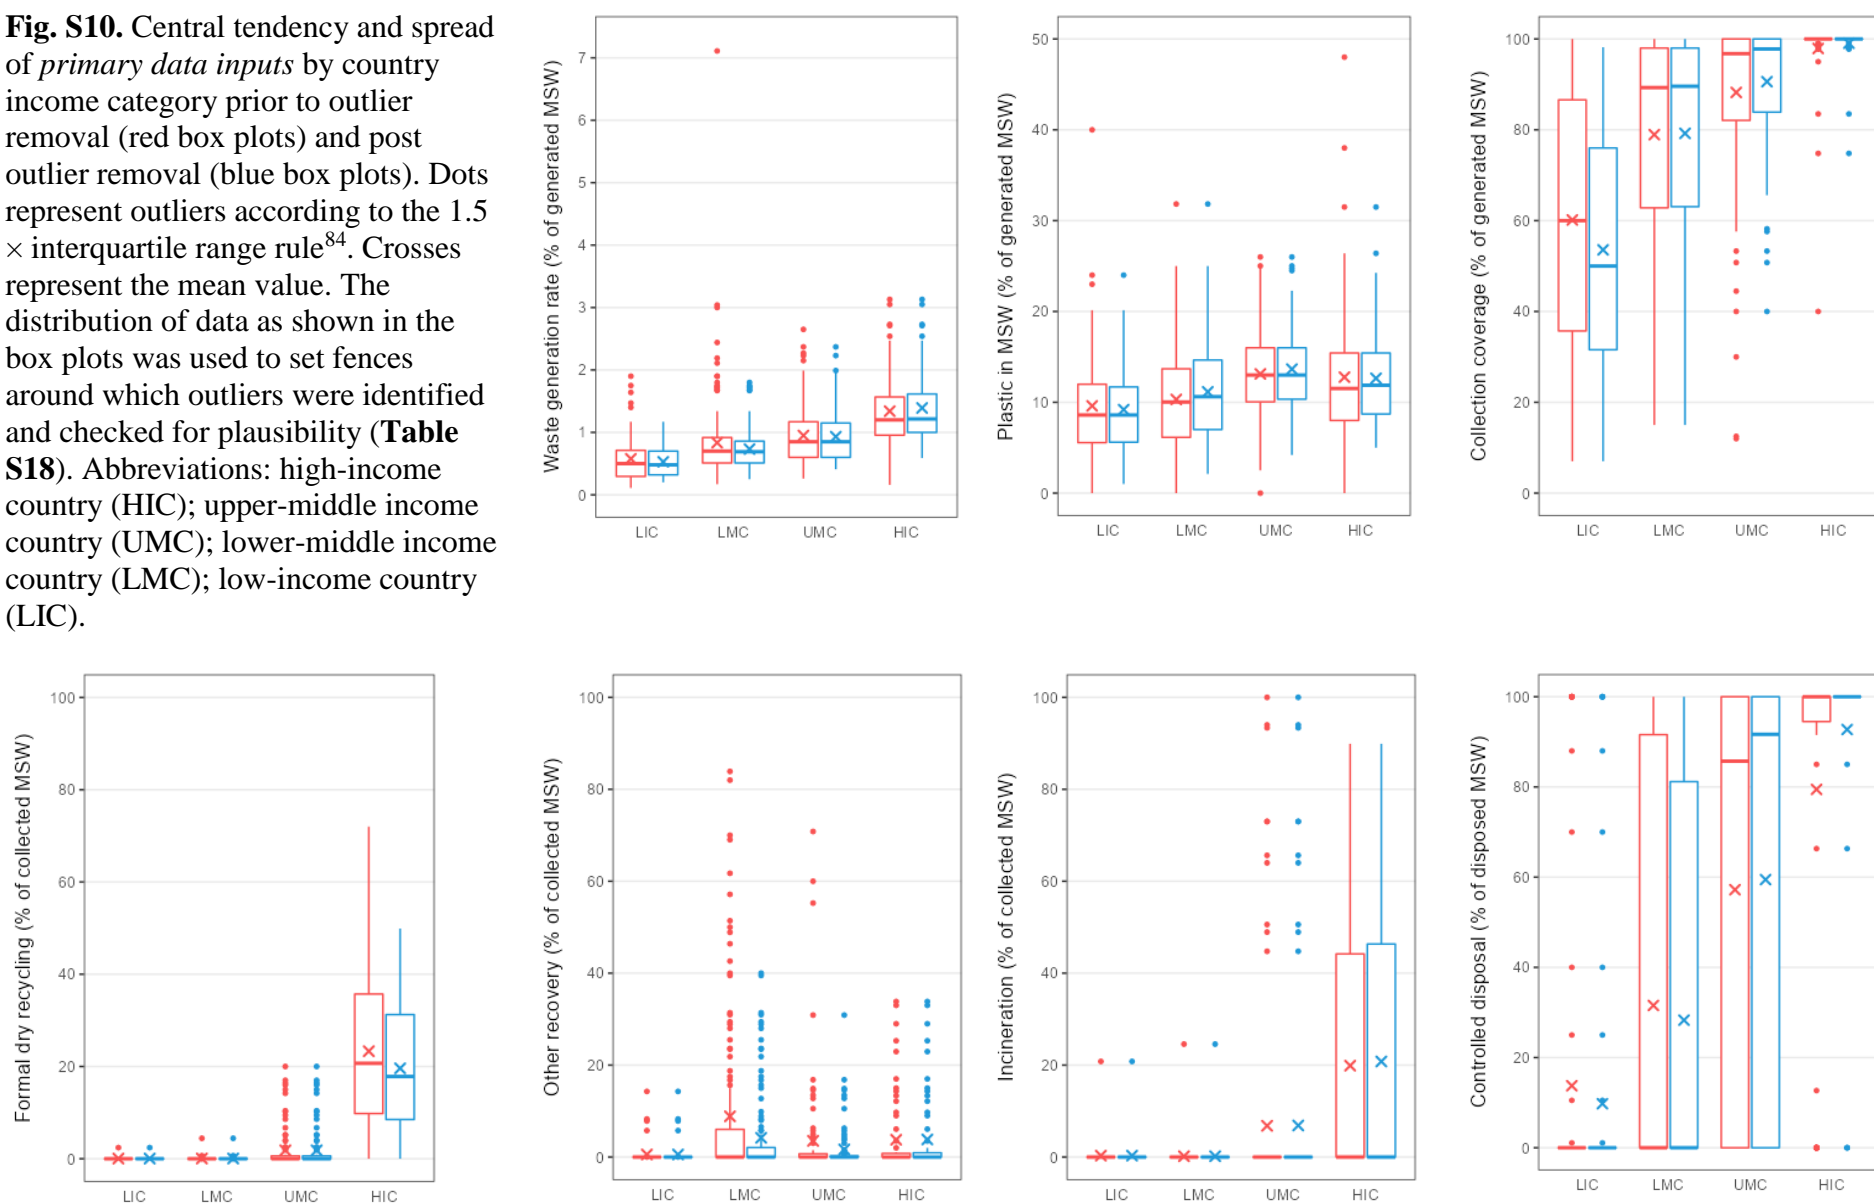 Fig. S10. Central tendency and spread
of primary data inputs by country
income category prior to outlier
removal (red box plots) and post
outlier removal (blue box plots). Dots
represent outliers according to the 1.5
× interquartile range rule84. Crosses
represent the mean value. The
distribution of data as shown in the
box plots was used to set fences
around which outliers were identified
and checked for plausibility (Table
S18). Abbreviations: high-income
country (HIC); upper-middle income
country (UMC); lower-middle income
country (LMC); low-income country
(LIC).
Waste generation rate (% of generated MSW)
7
6
5
4
3
2
1
0
LIC LMC UMC HIC
Plastic in MSW (% of generated MSW)
50
40
30
20
10
0
LIC LMC UMC HIC
Collection coverage (% of generated MSW)
100
80
60
40
20
0
LIC LMC UMC HIC
Formal dry recycling (% of collected MSW)
100
80
60
40
20
0
LIC LMC UMC HIC
Other recovery (% of collected MSW)
100
80
60
40
20
0
LIC LMC UMC HIC
Incineration (% of collected MSW)
100
80
60
40
20
0
LIC LMC UMC HIC
Controlled disposal (% of disposed MSW)
100
80
60
40
20
0
LIC LMC UMC HIC